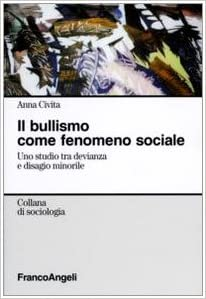 Anna Civita
Il bullismo
come fenomeno sociale
Uno studio tra devianza
e disagio minorile
Collana
di sociologia
FrancoAngeli